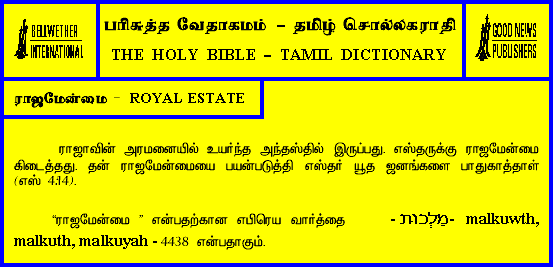 BELLWETHER
INTERNATIONAL
பரிசுத்த வேதாகமம் – தமிழ் சொல்லகராதி
THE HOLY BIBLE – TAMIL DICTIONARY
GOOD NEWS
PUBLISHERS
ராஜமேன்மை - ROYAL ESTATE
ராஜாவின் அரமனையில் உயர்ந்த அந்தஸ்தில் இருப்பது. எஸ்தருக்கு ராஜமேன்மை
கிடைத்தது. தன் ராஜமேன்மையை பயன்படுத்தி எஸ்தர் யூத ஜனங்களை பாதுகாத்தாள்
(எஸ் 4:14).
“ராஜமேன்மை ” என்பதற்கான எபிரெய வார்த்தை - מַלְכוּת - malkuwth,
malkuth, malkuyah - 4438 என்பதாகும்.